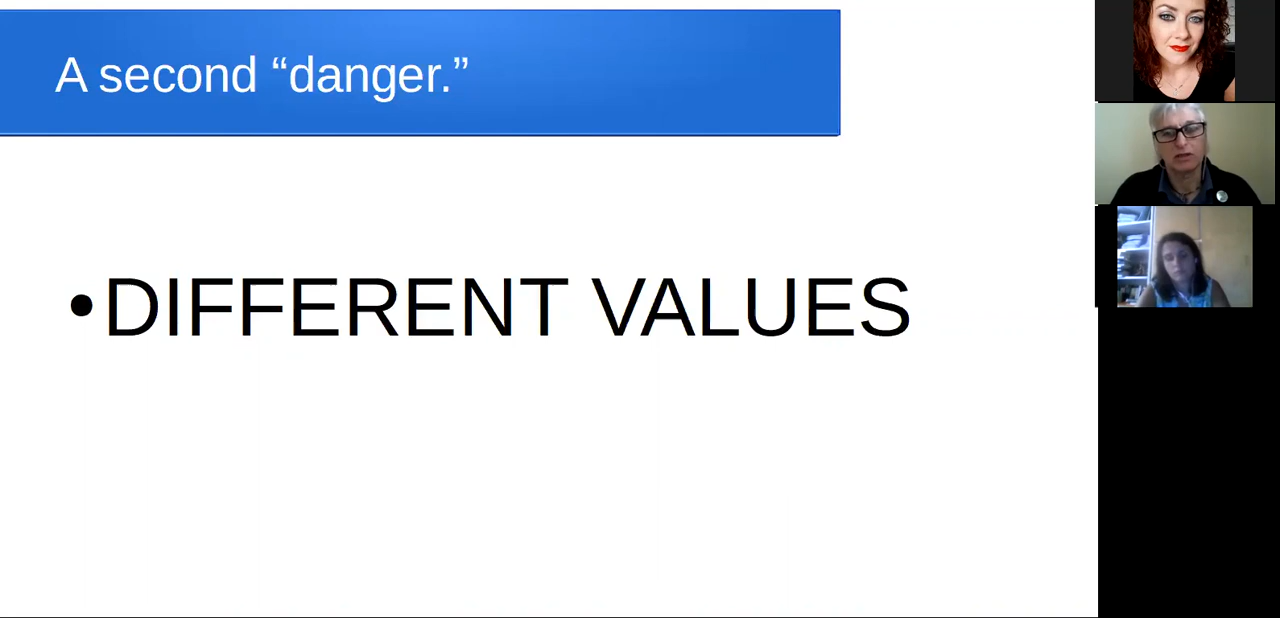 A second “danger.”
•DIFFERENT VALUES